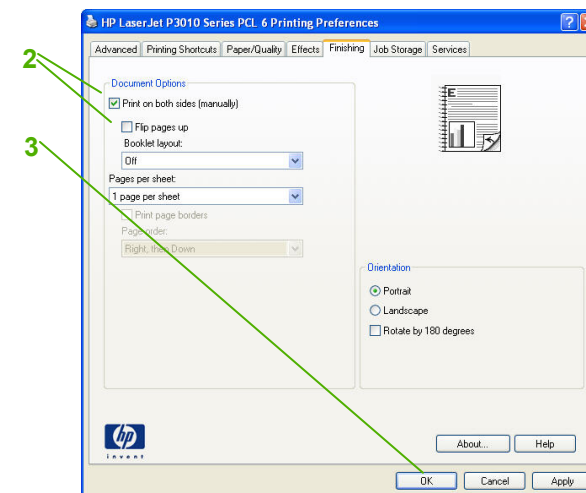 HP LaserJet P3010 Series PCL 6 Printing Preferences
Advanced Printing Shortcuts Paper/Quality Effects Finishing Job Storage Services
2
Document Options
Print on both sides (manually)
Flip pages up
3
Booklet layout:
Off
Pages per sheet:
1 page per sheet
Print page borders
Page order:
Right, then Down
E
Orientation
Portrait
Landscape
Rotate by 180 degrees
hp
invent
About... Help
OK Cancel Apply